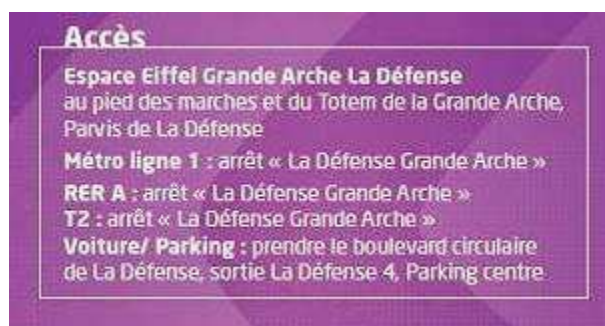 Accès
Espace Eiffel Grande Arche La Défense
au pied des marches et du Totem de la Grande Arche,
Parvis de La Défense
Métro ligne 1 : arrêt « La Défense Grande Arche »
RER A : arrêt « La Défense Grande Arche »
T2 : arrêt « La Défense Grande Arche »
Voiture/ Parking : prendre le boulevard circulaire
de La Défense, sortie La Défense 4, Parking centre